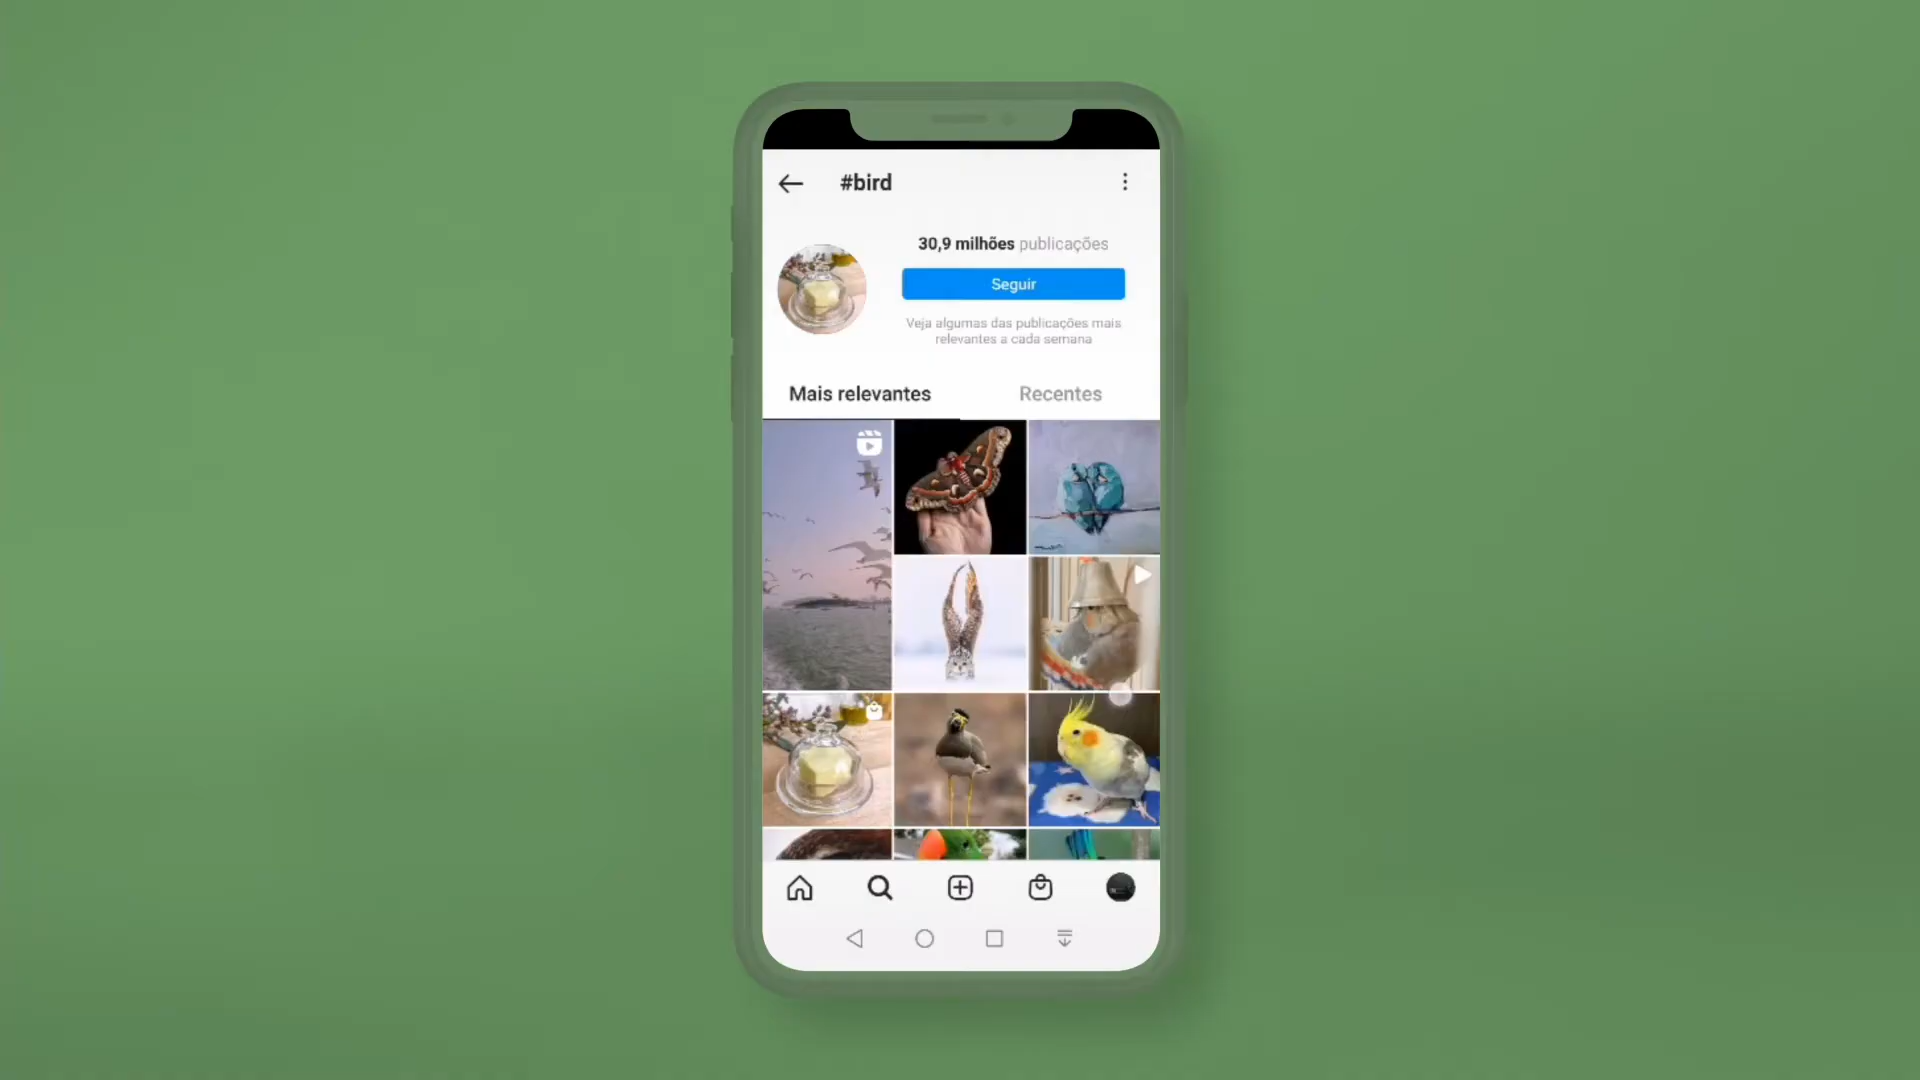 #bird
30,9 milhões publicações
Seguir
Veja algumas das publicações mais
relevantes a cada semana
Mais relevantes
Recentes